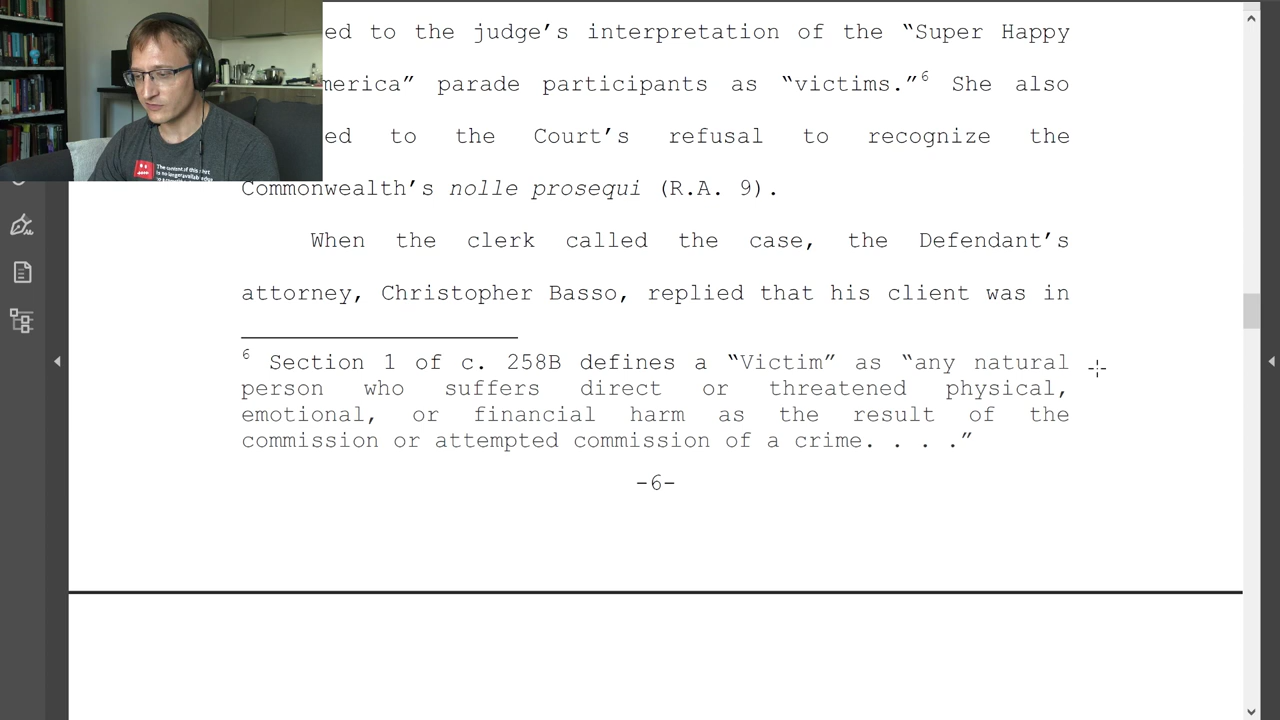 ed to the judge’s interpretation of the “Super Happy
merica” parade participants as “victims.”6 She also
ed to the Court’s refusal to recognize the
Commonwealth’s nolle prosequi (R.A. 9).
When the clerk called the case, the Defendant’s
attorney, Christopher Basso, replied that his client was in
6 Section 1 of c. 258B defines a “Victim” as “any natural
person who suffers direct or threatened physical,
emotional, or financial harm as the result of the
commission or attempted commission of a crime. . . .”
-6-